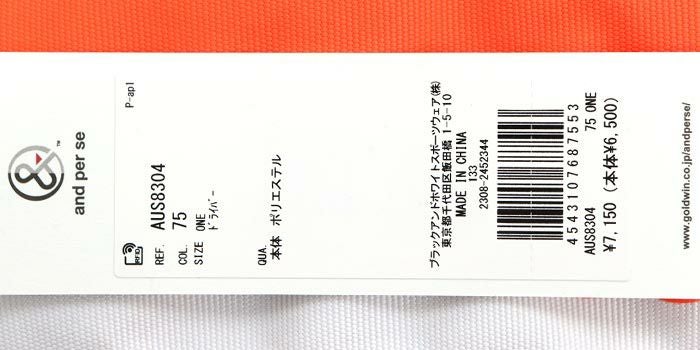 and per se
TM
P-apl
RFID
REF. AUS8304
COL. 75
SIZE ONE
ドライバー
QUA.
本体 ポリエステル
ブラックアンドホワイトスポーツウェア(株)
東京都千代田区飯田橋 1-5-10
MADE IN CHINA
133
2308-2452344
4543107687553
AUS8304 75 ONE
¥7,150 (本体¥6,500)
www.goldwin.co.jp/andperse/